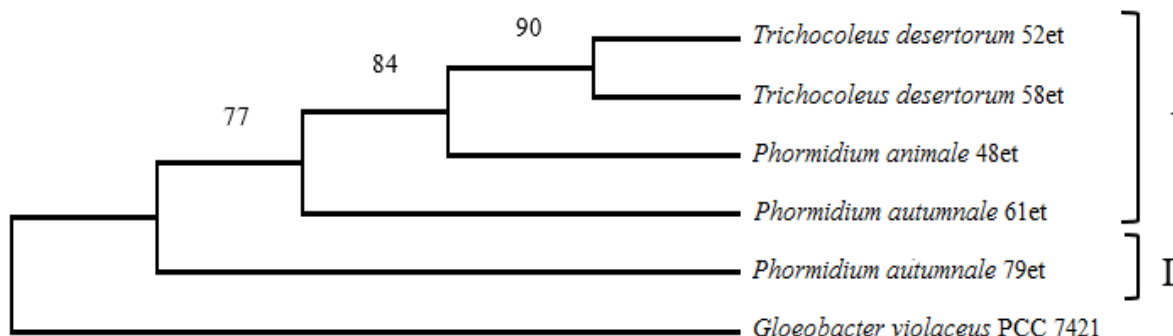 90
Trichocoleus desertorum 52et
84
Trichocoleus desertorum 58et
77
Phormidium animale 48et
Phormidium autumnale 61et
Phormidium autumnale 79et
Gloeobacter violaceus PCC 7421